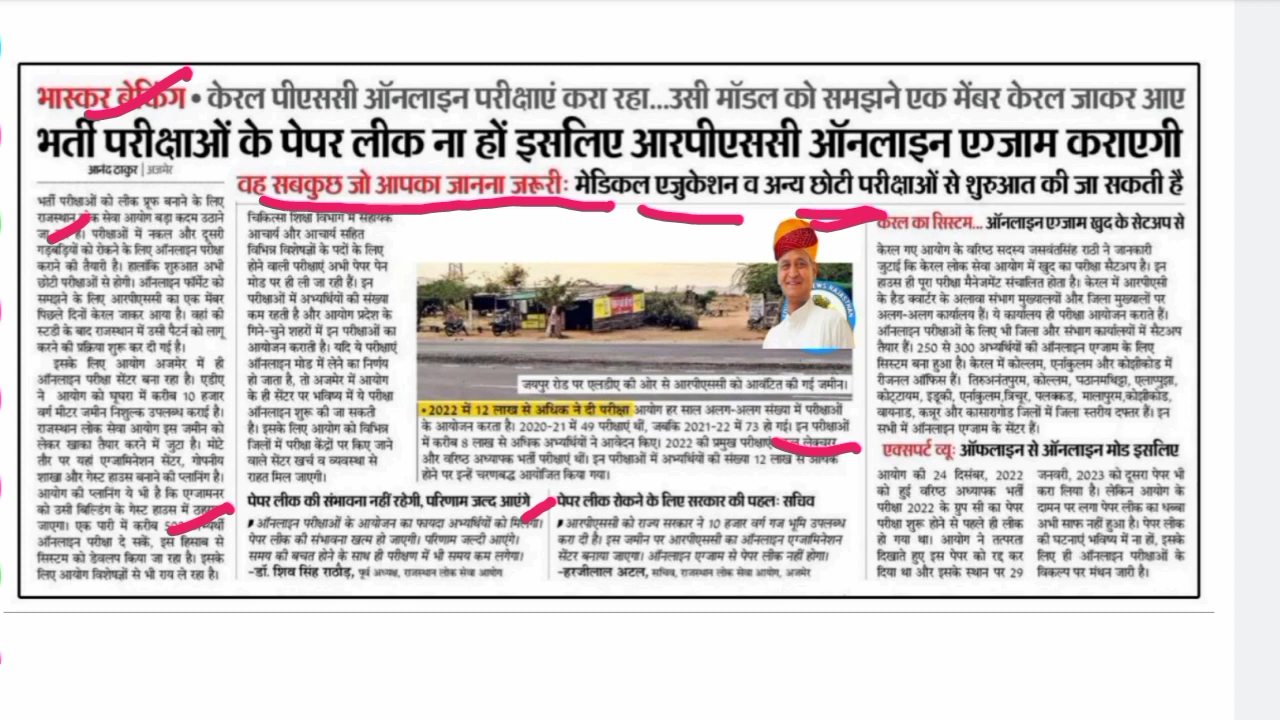 भास्कर बेकिंग • केरल पीएससी ऑनलाइन परीक्षाएं करा रहा...उसी मॉडल को समझने एक मेंबर केरल जाकर आए
भर्ती परीक्षाओं के पेपर लीक ना हों इसलिए आरपीएससी ऑनलाइन एग्जाम कराएगी
आनंद ठाकुर | अजमेर
वह सबकुछ जो आपका जानना जरूरी: मेडिकल एजुकेशन व अन्य छोटी परीक्षाओं से शुरुआत की जा सकती है
भर्ती परीक्षाओं को लीक प्रूफ बनाने के लिए
राजस्थान लोक सेवा आयोग बड़ा कदम उठाने
जा है। परीक्षाओं में नकल और दूसरी
गड़बड़ियों को रोकने के लिए ऑनलाइन परीक्षा
कराने की तैयारी है। हालांकि शुरुआत अभी
छोटी परीक्षाओं से होगी। ऑनलाइन फॉर्मेट को
समझने के लिए आरपीएससी का एक मेंबर
पिछले दिनों केरल जाकर आया है। वहां की
स्टडी के बाद राजस्थान में उसी पैटर्न को लागू
करने की प्रक्रिया शुरू कर दी गई है।
इसके लिए आयोग अजमेर में ही
ऑनलाइन परीक्षा सेंटर बना रहा है। एडीए
ने आयोग को घूघरा में करीब 10 हजार
वर्ग मीटर जमीन निशुल्क उपलब्ध कराई है।
राजस्थान लोक सेवा आयोग इस जमीन को
लेकर खाका तैयार करने में जुटा है। मोटे
तौर पर यहां एग्जामिनेशन सेंटर, गोपनीय
शाखा और गेस्ट हाउस बनाने की प्लानिंग है।
आयोग की प्लानिंग ये भी है कि एग्जामनर
को उसी बिल्डिंग के गेस्ट हाउस में ठहराया
जाएगा। एक पारी में करीब
ऑनलाइन परीक्षा दे सकें, इस हिसाब से
सिस्टम को डेवलप किया जा रहा है। इसके
लिए आयोग विशेषज्ञों से भी राय ले रहा है।
चिकित्सा शिक्षा विभाग में सहायक
आचार्य और आचार्य सहित
विभिन्न विशेषज्ञों के पदों के लिए
होने वाली परीक्षाएं अभी पेपर पेन
मोड पर ही ली जा रही हैं। इन
परीक्षाओं में अभ्यर्थियों की संख्या
कम रहती है और आयोग प्रदेश के
गिने-चुने शहरों में इन परीक्षाओं का
आयोजन कराती है। यदि ये परीक्षाएं
ऑनलाइन मोड में लेने का निर्णय
हो जाता है, तो अजमेर में आयोग
के ही सेंटर पर भविष्य में ये परीक्षा
ऑनलाइन शुरू की जा सकती
है। इसके लिए आयोग को विभिन्न
जिलों में परीक्षा केंद्रों पर किए जाने
वाले सेंटर खर्च व व्यवस्था से
राहत मिल जाएगी।
NEWS RAJASTHAN
जयपुर रोड पर एलडीए की ओर से आरपीएससी को आवंटित की गई जमीन।
• 2022 में 12 लाख से अधिक ने दी परीक्षा आयोग हर साल अलग-अलग संख्या में परीक्षाओं
के आयोजन करता है। 2020-21 में 49 परीक्षाएं थीं, जबकि 2021-22 में 73 हो गईं। इन परीक्षाओं
में करीब 8 लाख से अधिक अभ्यर्थियों ने आवेदन किए। 2022 की प्रमुख परीक्षाएं लेक्चरर
और वरिष्ठ अध्यापक भर्ती परीक्षाएं थीं। इन परीक्षाओं में अभ्यर्थियों की संख्या 12 लाख से अधिक
होने पर इन्हें चरणबद्ध आयोजित किया गया।
पेपर लीक की संभावना नहीं रहेगी, परिणाम जल्द आएंगे
ऑनलाइन परीक्षाओं के आयोजन का फायदा अभ्यर्थियों को मिलेगा।
पेपर लीक की संभावना खत्म हो जाएगी। परिणाम जल्दी आएंगे।
समय की बचत होने के साथ ही परीक्षण में भी समय कम लगेगा।
-डॉ. शिव सिंह राठौड़, पूर्व अध्यक्ष, राजस्थान लोक सेवा आयोग
पेपर लीक रोकने के लिए सरकार की पहल: सचिव
आरपीएससी को राज्य सरकार ने 10 हजार वर्ग गज भूमि उपलब्ध
करा दी है। इस जमीन पर आरपीएससी का ऑनलाइन एग्जामिनेशन
सेंटर बनाया जाएगा। ऑनलाइन एग्जाम से पेपर लीक नहीं होगा।
-हरजीलाल अटल, सचिव, राजस्थान लोक सेवा आयोग, अजमेर
केरल का सिस्टम... ऑनलाइन एग्जाम खुद के सेटअप से
केरल गए आयोग के वरिष्ठ सदस्य जसवंतसिंह राठी ने जानकारी
जुटाई कि केरल लोक सेवा आयोग में खुद का परीक्षा सैटअप है। इन
हाउस ही पूरा परीक्षा मैनेजमेंट संचालित होता है। केरल में आरपीएसी
के हैड क्वार्टर के अलावा संभाग मुख्यालयों और जिला मुख्यालों पर
अलग-अलग कार्यालय हैं। ये कार्यालय ही परीक्षा आयोजन कराते हैं।
ऑनलाइन परीक्षाओं के लिए भी जिला और संभाग कार्यालयों में सैटअप
तैयार हैं। 250 से 300 अभ्यर्थियों की ऑनलाइन एग्जाम के लिए
सिस्टम बना हुआ है। केरल में कोल्लम, एर्नाकुलम और कोझीकोड में
रीजनल ऑफिस हैं। तिरुअनंतपुरम, कोल्लम, पठानमथिट्टा, एलाप्पुझा,
कोट्टायम, इडूकी, एर्नाकुलम,त्रिचूर, पलक्कड, मालापुरम,कोझीकोड,
वायनाड, कन्नूर और कासारगोड जिलों में जिला स्तरीय दफ्तर हैं। इन
सभी में ऑनलाइन एग्जाम के सेंटर हैं।
एक्सपर्ट व्यू: ऑफलाइन से ऑनलाइन मोड इसलिए
आयोग की 24 दिसंबर, 2022
को हुई वरिष्ठ अध्यापक भर्ती
परीक्षा 2022 के ग्रुप सी का पेपर
परीक्षा शुरू होने से पहले ही लीक
हो गया था। आयोग ने तत्परता
दिखाते हुए इस पेपर को रद्द कर
दिया था और इसके स्थान पर 29
जनवरी, 2023 को दूसरा पेपर भी
करा लिया है। लेकिन आयोग के
दामन पर लगा पेपर लीक का धब्बा
अभी साफ नहीं हुआ है। पेपर लीक
की घटनाएं भविष्य में ना हों, इसके
लिए ही ऑनलाइन परीक्षाओं के
विकल्प पर मंथन जारी है।